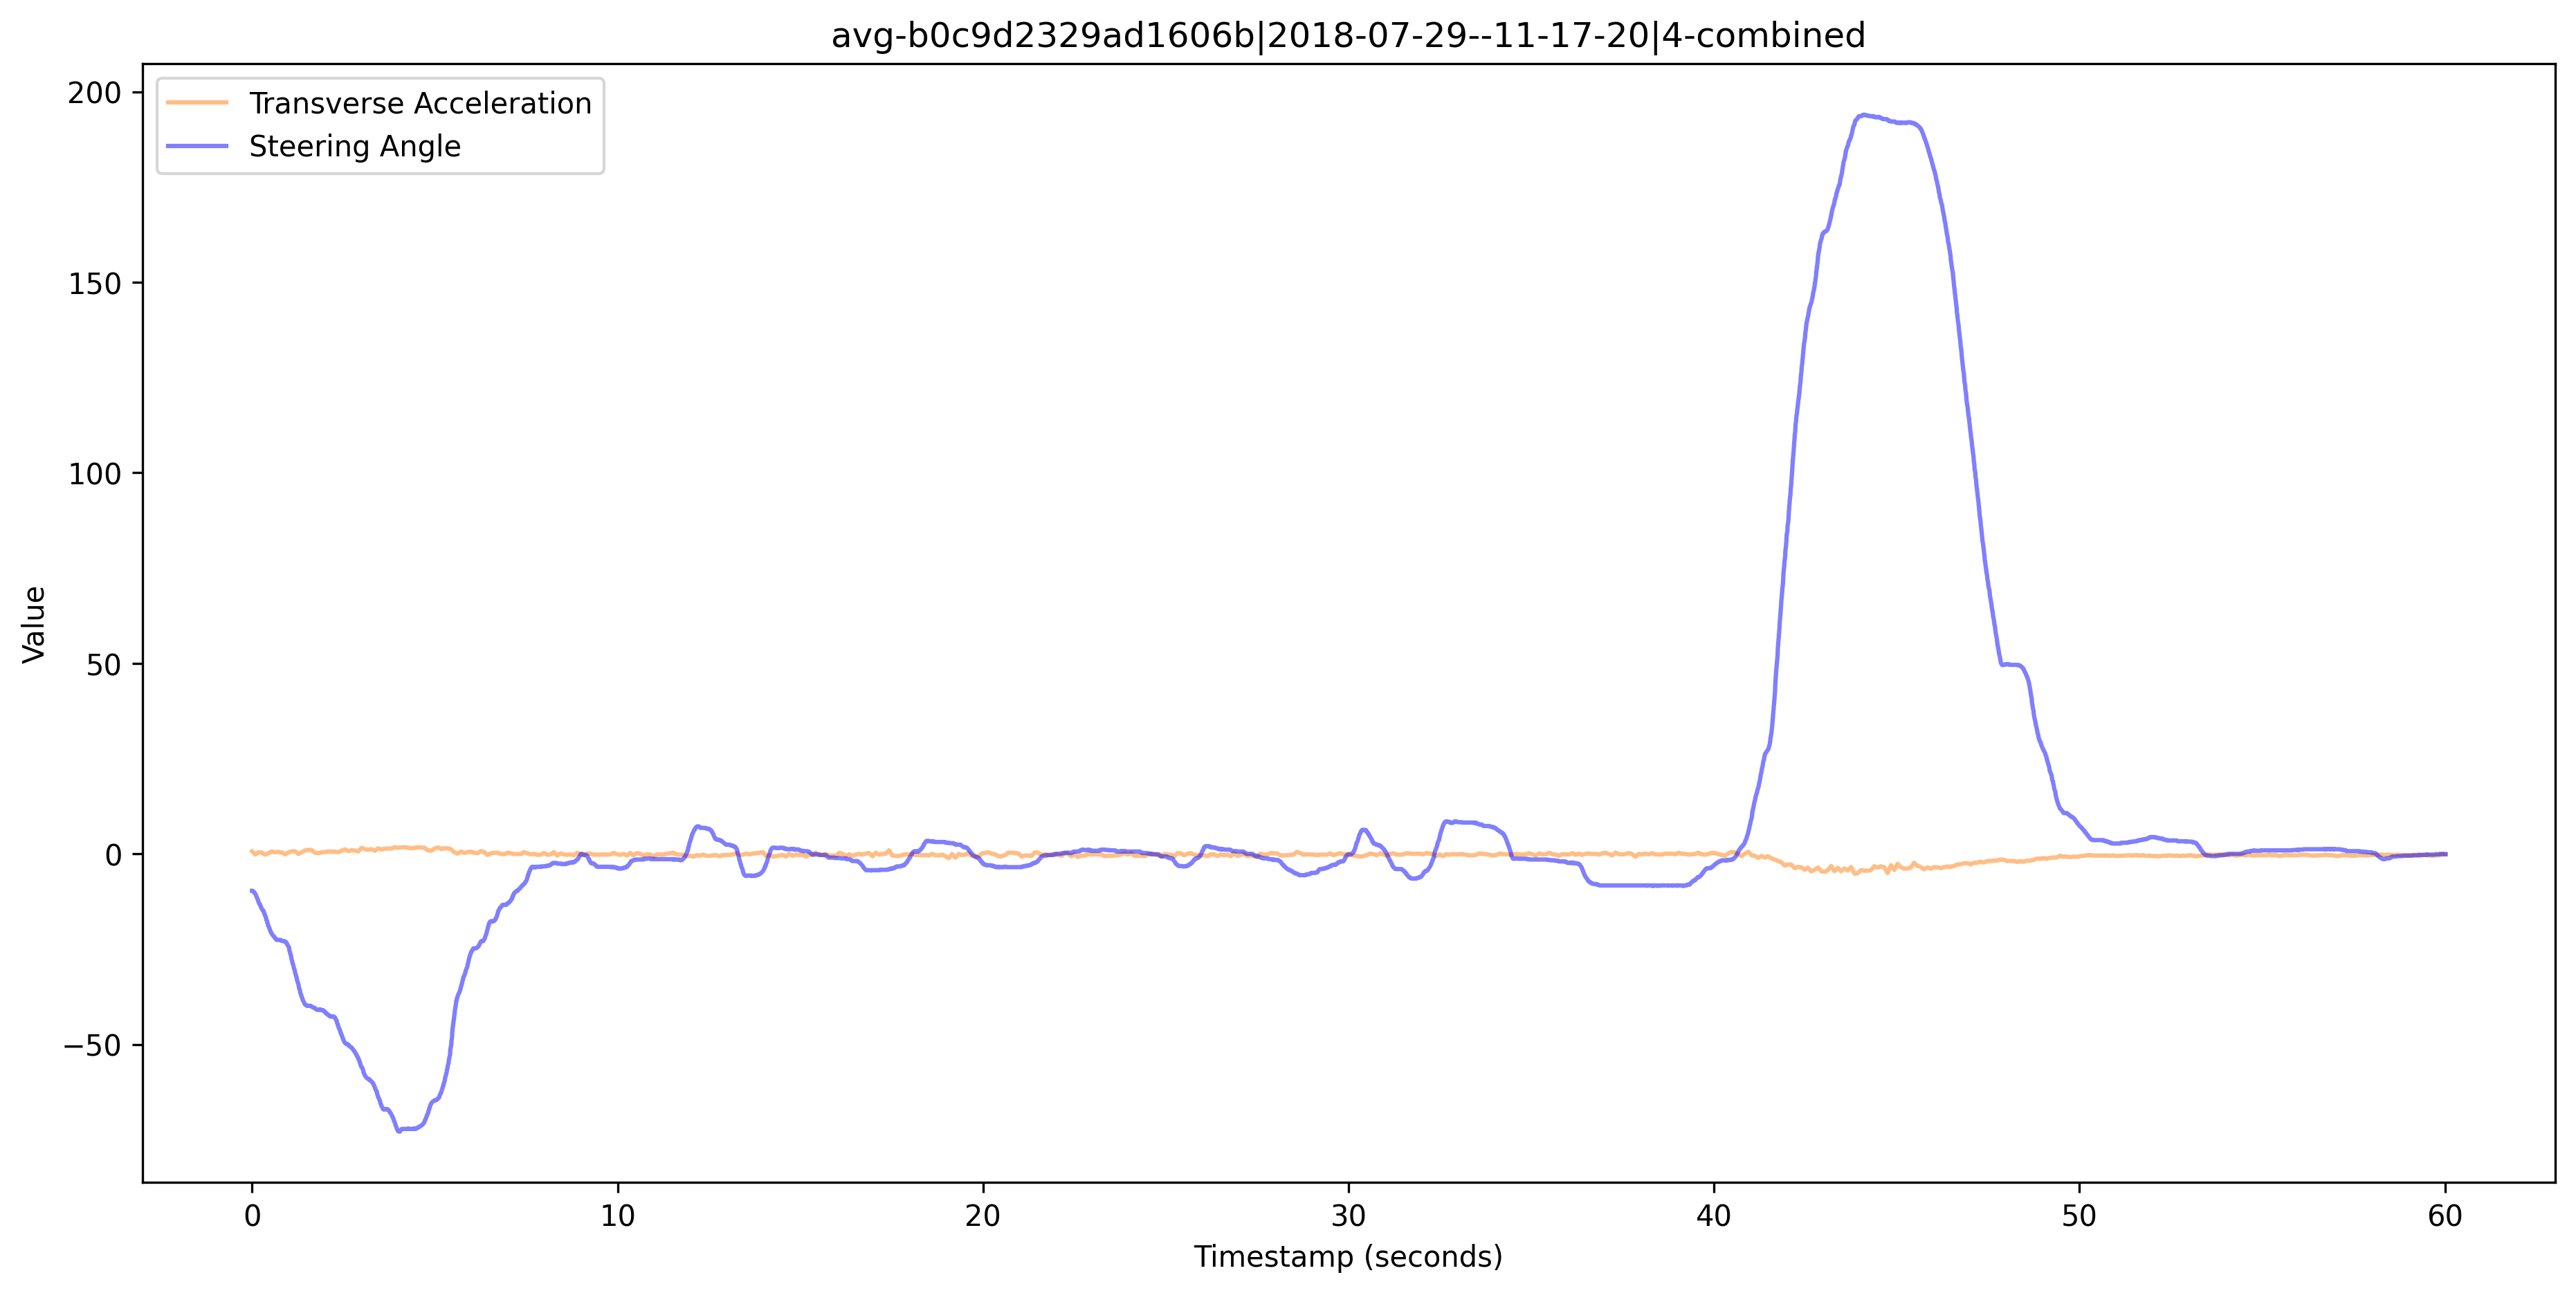 avg-b0c9d2329ad1606b|2018-07-29--11-17-20|4-combined
Transverse Acceleration
Steering Angle
200
150
100
50
0
−50
Value
0 10 20 30 40 50 60
Timestamp (seconds)